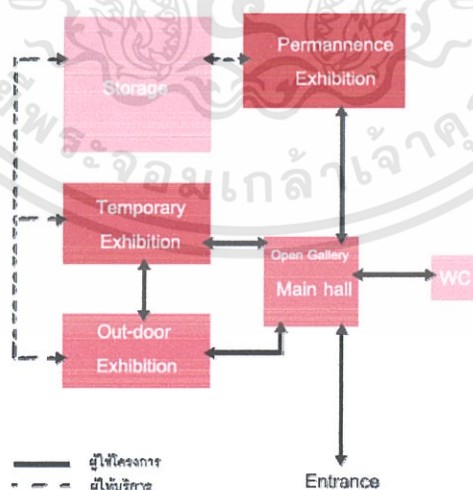 Permannence
Exhibition
Storage
Temporary
Exhibition
Open Gallery
Main hall
WC
Out-door
Exhibition
ผู้ใช้โครงการ
ผู้ให้บริการ
Entrance